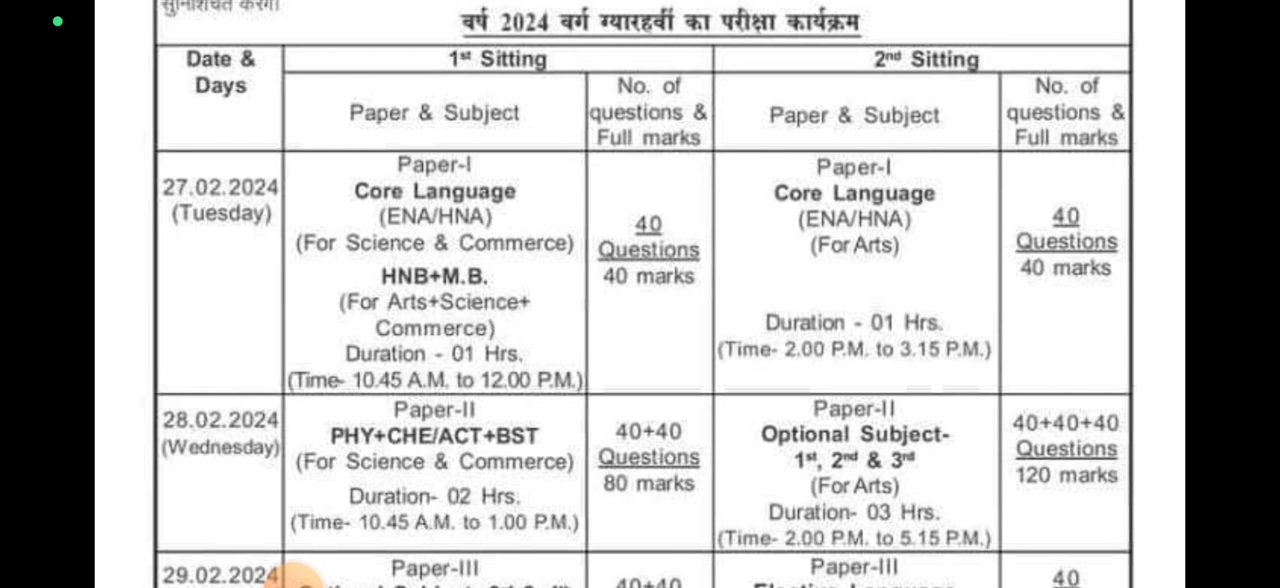 सुनिश्चित करेगा
वर्ष 2024 वर्ग ग्यारहवीं का परीक्षा कार्यक्रम
Date & Days
1st Sitting
2nd Sitting
Paper & Subject
No. of
questions &
Full marks
Paper & Subject
No. of
questions &
Full marks
27.02.2024
(Tuesday)
Paper-I
Core Language
(ENA/HNA)
(For Science & Commerce)
HNB+M.B.
(For Arts+Science+
Commerce)
Duration - 01 Hrs.
(Time- 10.45 A.M. to 12.00 P.M.)
40
Questions
40 marks
Paper-I
Core Language
(ENA/HNA)
(For Arts)
Duration - 01 Hrs.
(Time- 2.00 P.M. to 3.15 P.M.)
40
Questions
40 marks
28.02.2024
(Wednesday)
Paper-II
PHY+CHE/ACT+BST
(For Science & Commerce)
Duration- 02 Hrs.
(Time- 10.45 A.M. to 1.00 P.M.)
40+40
Questions
80 marks
Paper-II
Optional Subject-
1st, 2nd & 3rd
(For Arts)
Duration- 03 Hrs.
(Time- 2.00 P.M. to 5.15 P.M.)
40+40+40
Questions
120 marks
29.02.2024
Paper-III
40+40
Paper-III
Elective Language
40